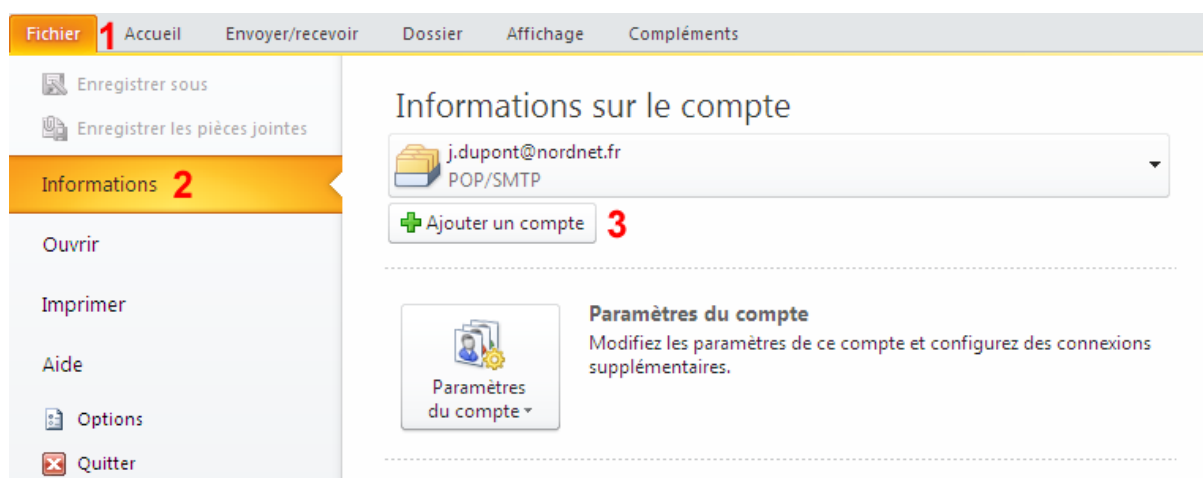 Fichier 1 Accueil Envoyer/recevoir Dossier Affichage Compléments
Enregistrer sous
Enregistrer les pièces jointes
Informations 2
Ouvrir
Imprimer
Aide
Options
Quitter
Informations sur le compte
j.dupont@nordnet.fr
POP/SMTP
Ajouter un compte 3
Paramètres
du compte
Paramètres du compte
Modifiez les paramètres de ce compte et configurez des connexions
supplémentaires.